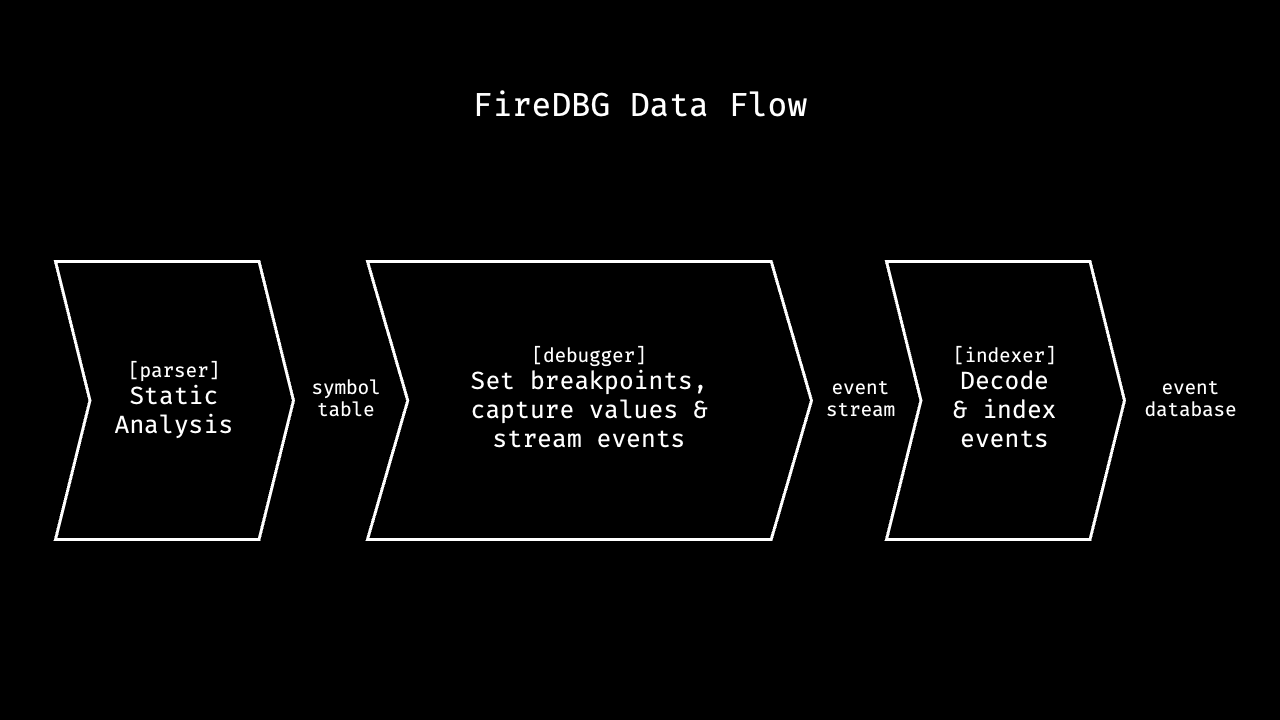 FireDBG Data Flow
[parser]
Static
Analysis
symbol
table
[debugger]
Set breakpoints,
capture values &
stream events
event
stream
[indexer]
Decode
& index
events
event
database